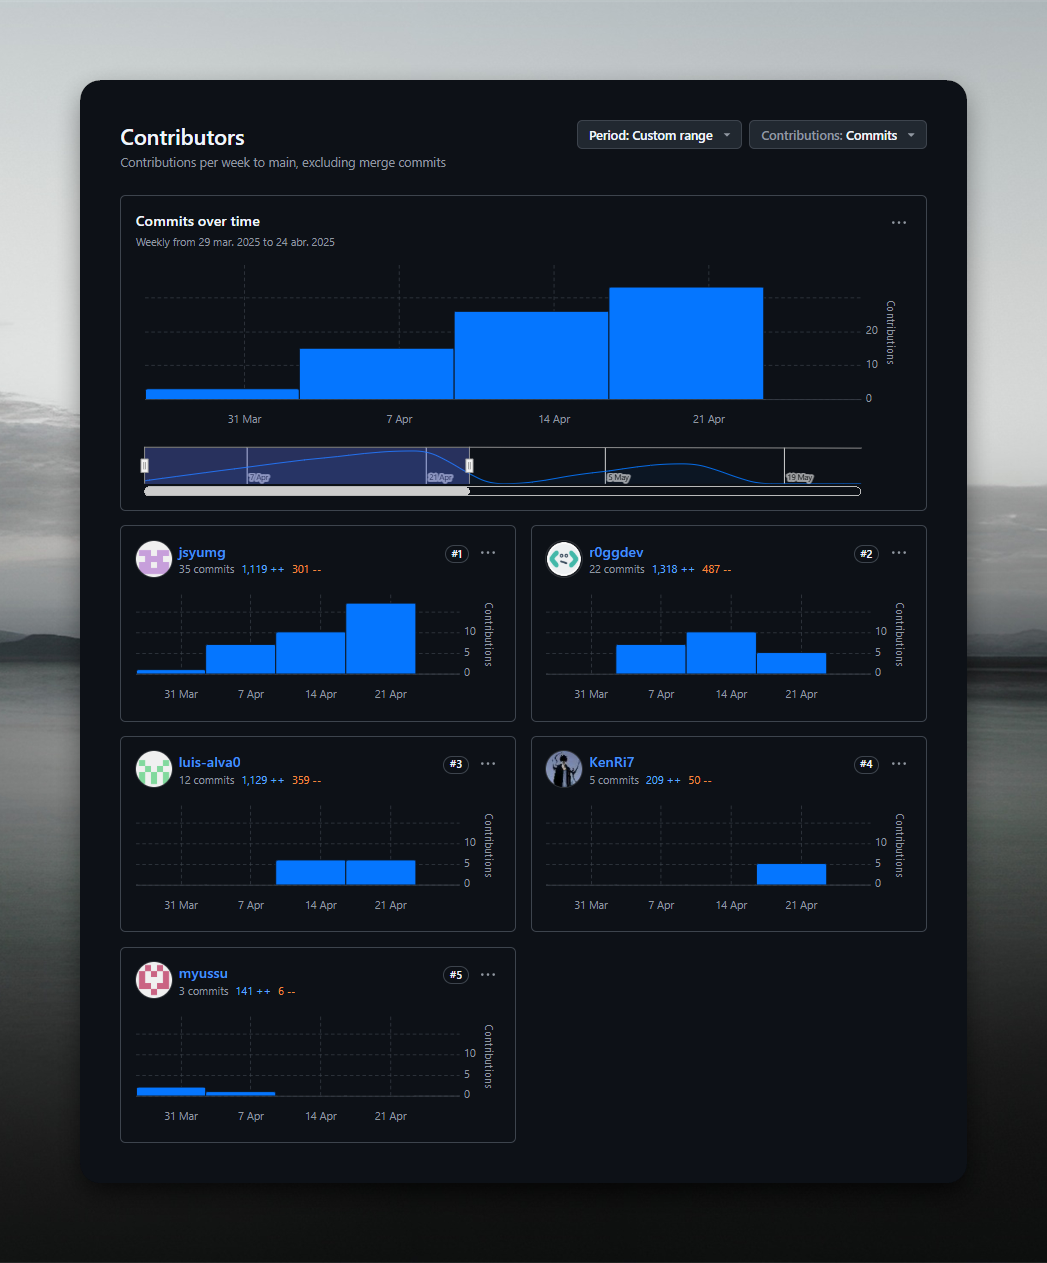 Contributors
Period: Custom range
Contributions: Commits
Contributions per week to main, excluding merge commits
Commits over time
Weekly from 29 mar. 2025 to 24 abr. 2025
20
10
0
Contributions
31 Mar 7 Apr 14 Apr 21 Apr
7 Apr 21 Apr 5 May 19 May
jsyumg #1
35 commits 1,119 ++ 301 --
10
5
0
Contributions
31 Mar 7 Apr 14 Apr 21 Apr
r0ggdev #2
22 commits 1,318 ++ 487 --
10
5
0
Contributions
31 Mar 7 Apr 14 Apr 21 Apr
luis-alva0 #3
12 commits 1,129 ++ 359 --
10
5
0
Contributions
31 Mar 7 Apr 14 Apr 21 Apr
KenRi7 #4
5 commits 209 ++ 50 --
10
5
0
Contributions
31 Mar 7 Apr 14 Apr 21 Apr
myussu #5
3 commits 141 ++ 6 --
10
5
0
Contributions
31 Mar 7 Apr 14 Apr 21 Apr